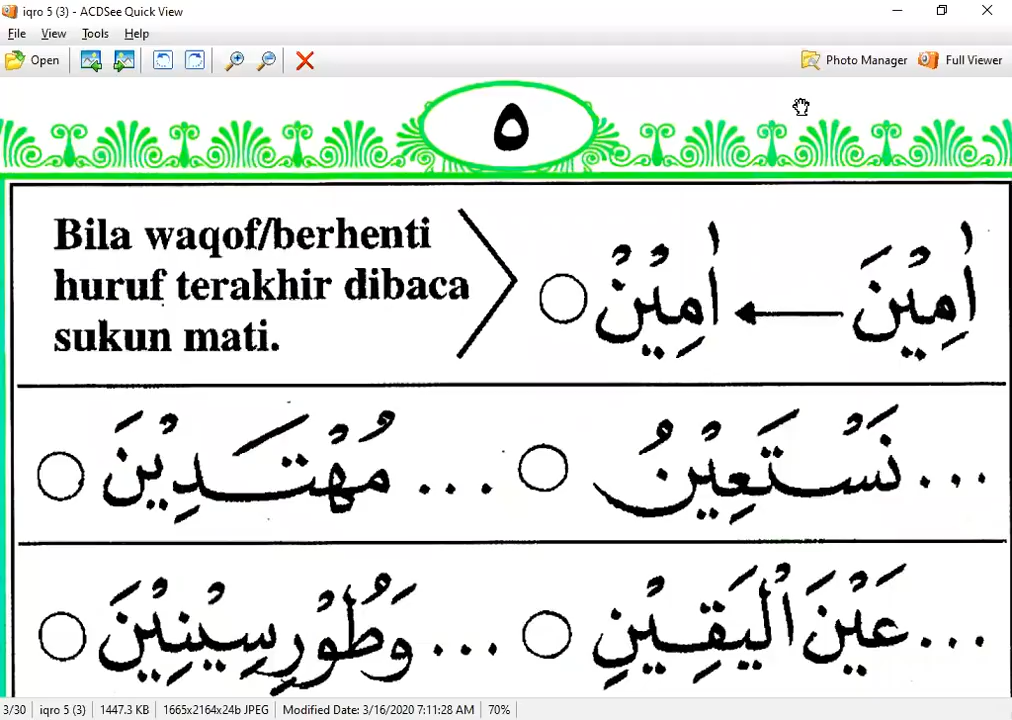 iqro 5 (3) - ACDSee Quick View
File View Tools Help
Open Photo Manager Full Viewer
٥
Bila waqof/berhenti
huruf terakhir dibaca
sukun mati.
اٰمِيْنَ ← اٰمِيْنْ ○
... نَسْتَعِيْنُ ○ ... مُهْتَدِيْنَ ○
... عَيْنَ الْيَقِيْنِ ○ ... وَطُوْرِسِيْنِيْنَ ○
3/30 iqro 5 (3) 1447.3 KB 1665x2164x24b JPEG Modified Date: 3/16/2020 7:11:28 AM 70%